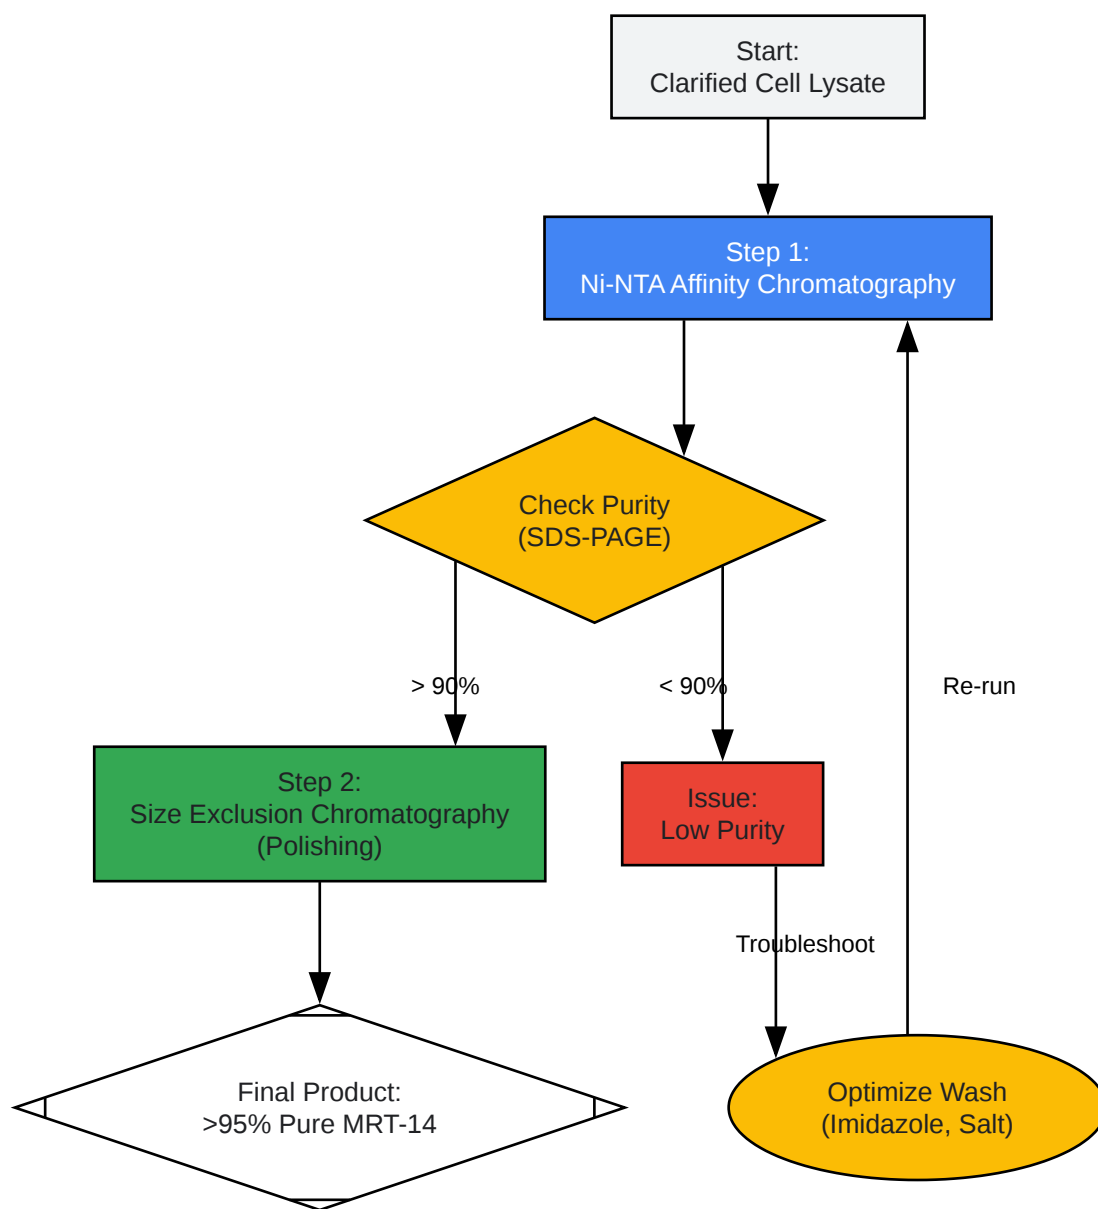 Start:
Clarified Cell Lysate
Step 1:
Ni-NTA Affinity Chromatography
Check Purity
(SDS-PAGE)
> 90%
< 90%
Re-run
Step 2:
Size Exclusion Chromatography
(Polishing)
Issue:
Low Purity
Troubleshoot
Final Product:
>95% Pure MRT-14
Optimize Wash
(Imidazole, Salt)